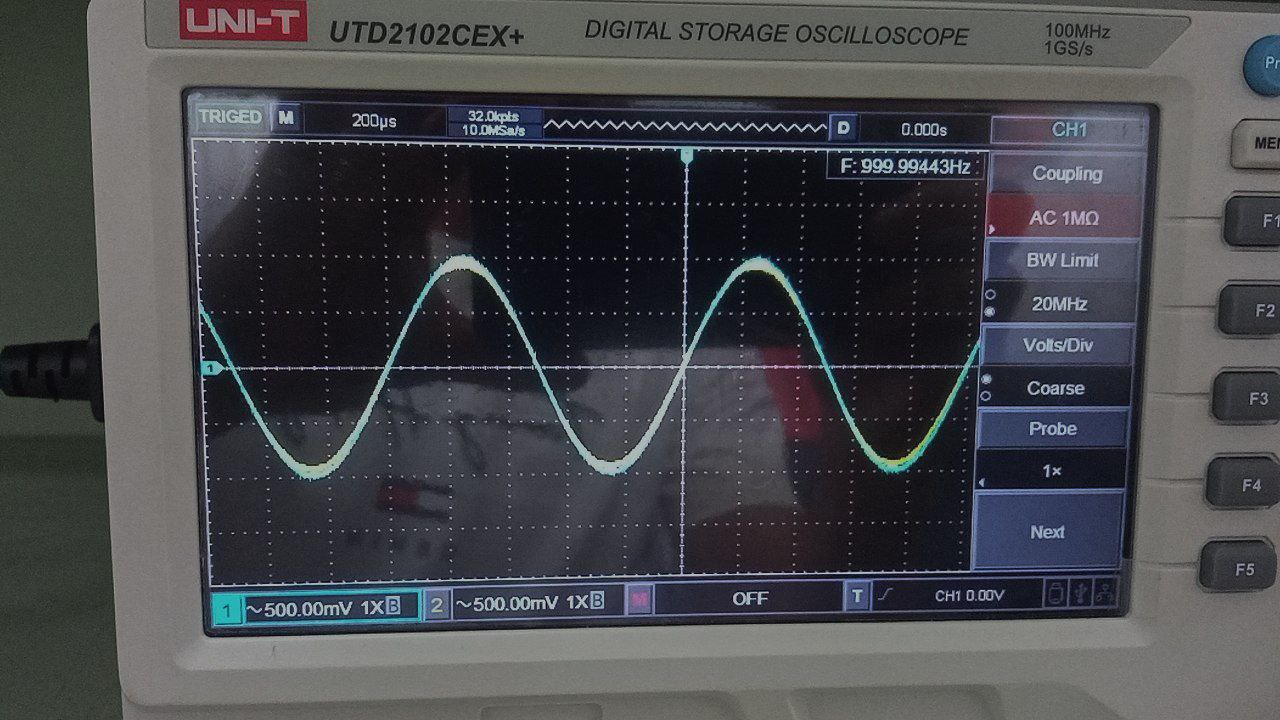 UNI-T UTD2102CEX+ DIGITAL STORAGE OSCILLOSCOPE 100MHz
1GS/s
TRIGED M 200μs 32.0kpts D 0.000s CH1
10.0MSa/s
F: 999.99443Hz
Coupling
AC 1MΩ
BW Limit
20MHz
Volts/Div
1
Coarse
Probe
1×
Next
F1
F2
F3
F4
F5
1 ~500.00mV 1X B 2 ~500.00mV 1X B M OFF T CH1 0.00V